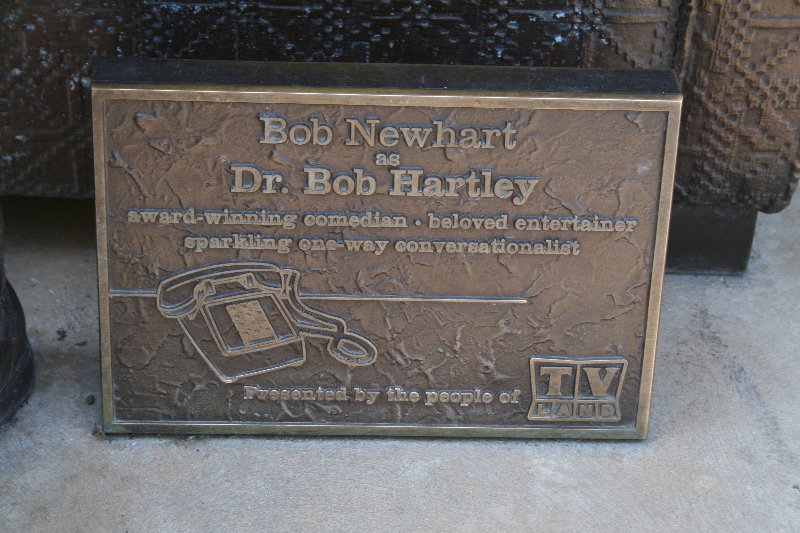 Bob Newhart
as
Dr. Bob Hartley
award-winning comedian · beloved entertainer
sparkling one-way conversationalist
Presented by the people of
TV
LAND